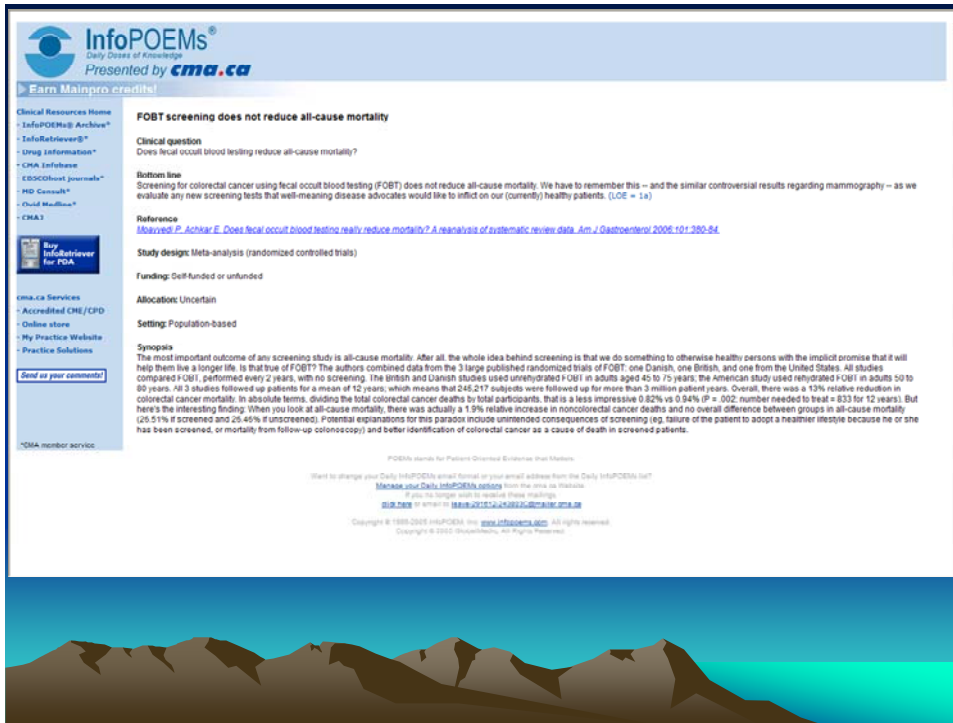 InfoPOEMs®
Daily Doses of Knowledge
Presented by cma.ca
Earn Mainpro credits!
Clinical Resources Home
- InfoPOEMs® Archive*
- InfoRetriever®*
- Drug Information*
- CMA Infobase
EBSCOhost journals*
- MD Consult*
- Ovid Medline*
- CMAJ
Buy
InfoRetriever
for PDA
cma.ca Services
- Accredited CME/CPD
- Online store
- My Practice Website
- Practice Solutions
Send us your comments!
*CMA member service
FOBT screening does not reduce all-cause mortality
Clinical question
Does fecal occult blood testing reduce all-cause mortality?
Bottom line
Screening for colorectal cancer using fecal occult blood testing (FOBT) does not reduce all-cause mortality. We have to remember this -- and the similar controversial results regarding mammography -- as we
evaluate any new screening tests that well-meaning disease advocates would like to inflict on our (currently) healthy patients. (LOE = 1a)
Reference
Moayyedi P, Achkar E. Does fecal occult blood testing really reduce mortality? A reanalysis of systematic review data. Am J Gastroenterol 2006;101:380-84.
Study design: Meta-analysis (randomized controlled trials)
Funding: Self-funded or unfunded
Allocation: Uncertain
Setting: Population-based
Synopsis
The most important outcome of any screening study is all-cause mortality. After all, the whole idea behind screening is that we do something to otherwise healthy persons with the implicit promise that it will
help them live a longer life. Is that true of FOBT? The authors combined data from the 3 large published randomized trials of FOBT: one Danish, one British, and one from the United States. All studies
compared FOBT, performed every 2 years, with no screening. The British and Danish studies used unrehydrated FOBT in adults aged 45 to 75 years; the American study used rehydrated FOBT in adults 50 to
80 years. All 3 studies followed up patients for a mean of 12 years; which means that 245,217 subjects were followed up for more than 3 million patient years. Overall, there was a 13% relative reduction in
colorectal cancer mortality. In absolute terms, dividing the total colorectal cancer deaths by total participants, that is a less impressive 0.82% vs 0.94% (P = .002; number needed to treat = 833 for 12 years). But
here's the interesting finding: When you look at all-cause mortality, there was actually a 1.9% relative increase in noncolorectal cancer deaths and no overall difference between groups in all-cause mortality
(26.51% if screened and 26.46% if unscreened). Potential explanations for this paradox include unintended consequences of screening (eg, failure of the patient to adopt a healthier lifestyle because he or she
has been screened, or mortality from follow-up colonoscopy) and better identification of colorectal cancer as a cause of death in screened patients.
POEMs stands for Patient Oriented Evidence that Matters.
Want to change your Daily InfoPOEMs email format or your email address from the Daily InfoPOEMs list?
Manage your Daily InfoPOEMs options from the cma.ca Website.
If you no longer wish to receive these mailings
click here or email to
Copyright © 1995-2005 InfoPOEM, Inc. www.infopoems.com. All rights reserved.
Copyright © All Rights Reserved.